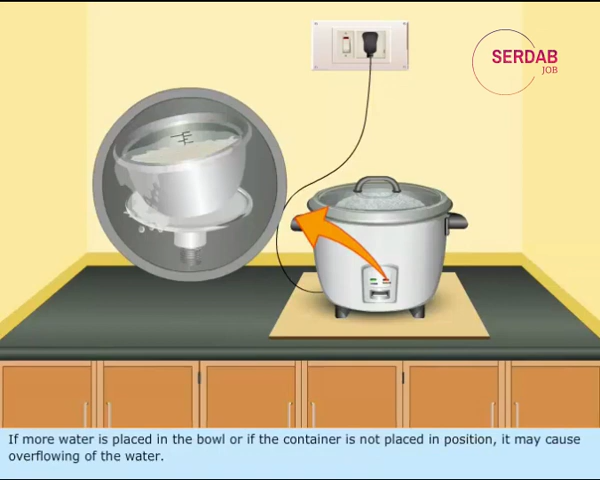 SERDAB
JOB
If more water is placed in the bowl or if the container is not placed in position, it may cause
overflowing of the water.